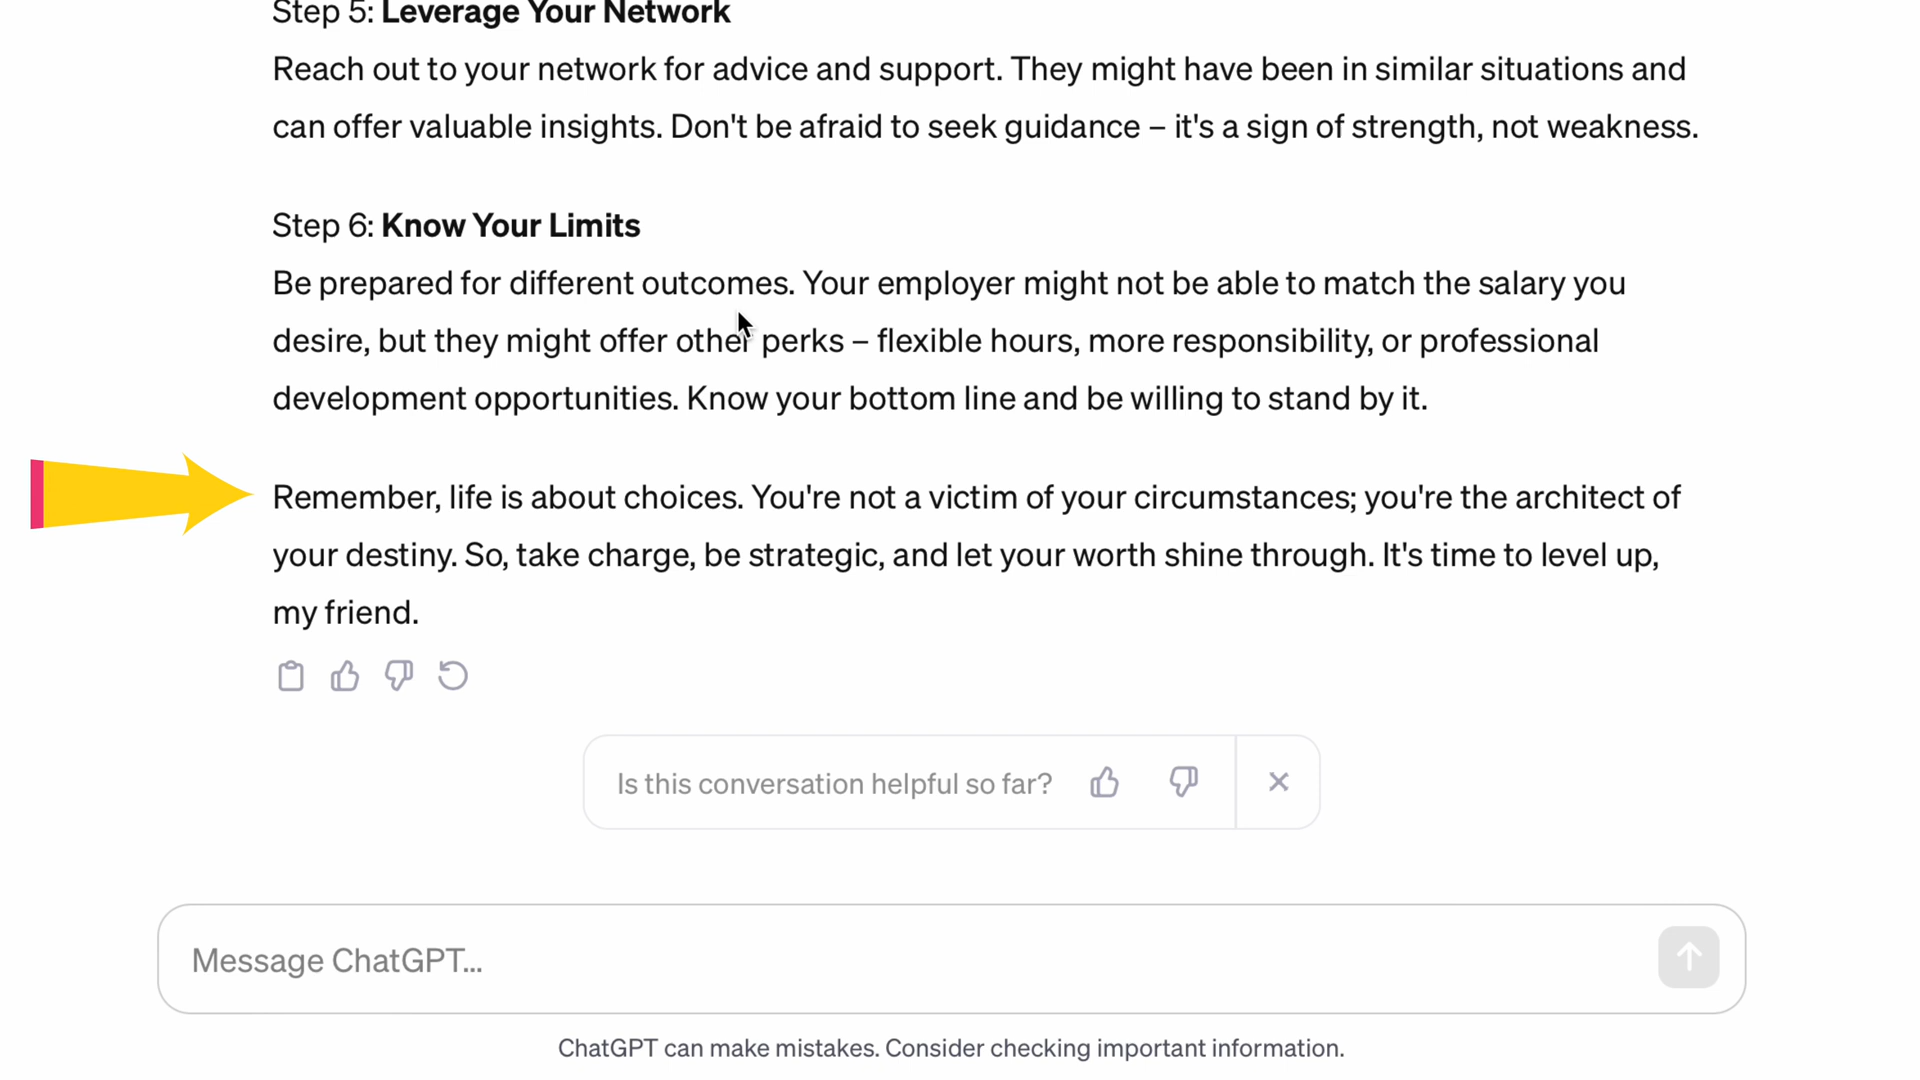 Step 5: Leverage Your Network
Reach out to your network for advice and support. They might have been in similar situations and
can offer valuable insights. Don't be afraid to seek guidance – it's a sign of strength, not weakness.
Step 6: Know Your Limits
Be prepared for different outcomes. Your employer might not be able to match the salary you
desire, but they might offer other perks – flexible hours, more responsibility, or professional
development opportunities. Know your bottom line and be willing to stand by it.
Remember, life is about choices. You're not a victim of your circumstances; you're the architect of
your destiny. So, take charge, be strategic, and let your worth shine through. It's time to level up,
my friend.
Is this conversation helpful so far?
Message ChatGPT...
ChatGPT can make mistakes. Consider checking important information.